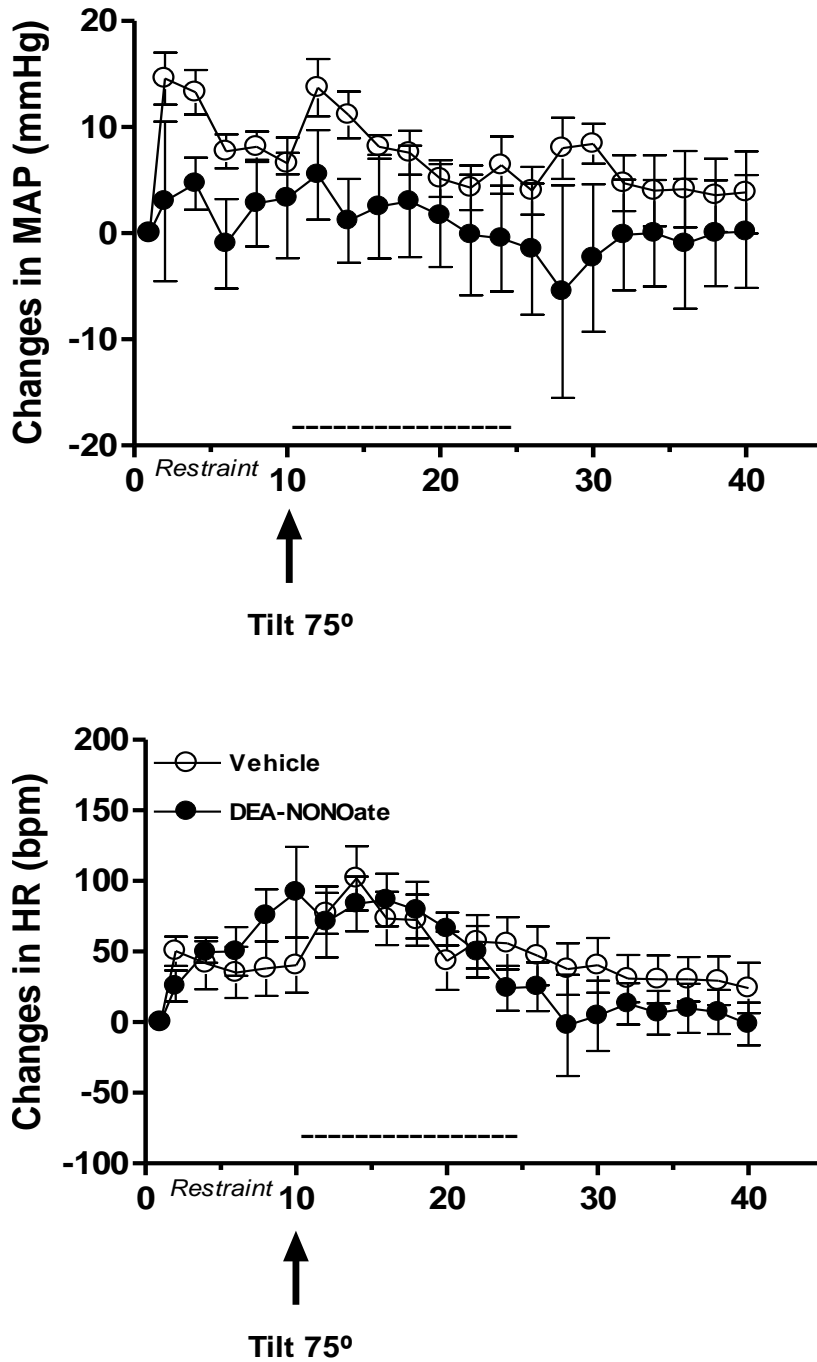 Changes in MAP (mmHg)
20
10
0
-10
-20
0
Restraint
10
20
30
40
Tilt 75º
Changes in HR (bpm)
200
150
100
50
0
-50
-100
Vehicle
DEA-NONOate
0
Restraint
10
20
30
40
Tilt 75º